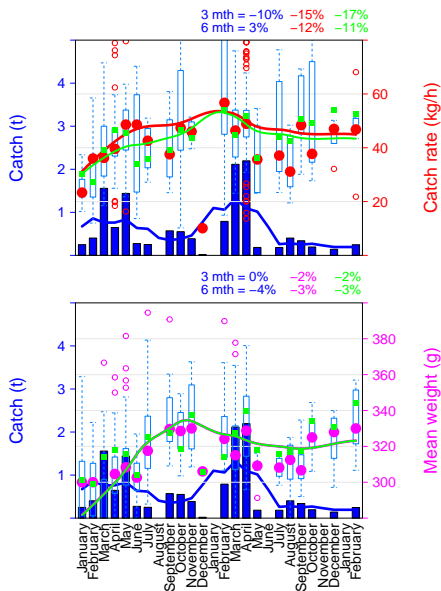 3 mth = −10% −15% −17%
6 mth = 3% −12% −11%
Catch (t)
5
4
3
2
1
Catch rate (kg/h)
60
40
20
3 mth = 0% −2% −2%
6 mth = −4% −3% −3%
Catch (t)
5
4
3
2
1
Mean weight (g)
380
360
340
320
300
January
February
March
April
May
June
July
August
September
October
November
December
January
February
March
April
May
June
July
August
September
October
November
December
January
February